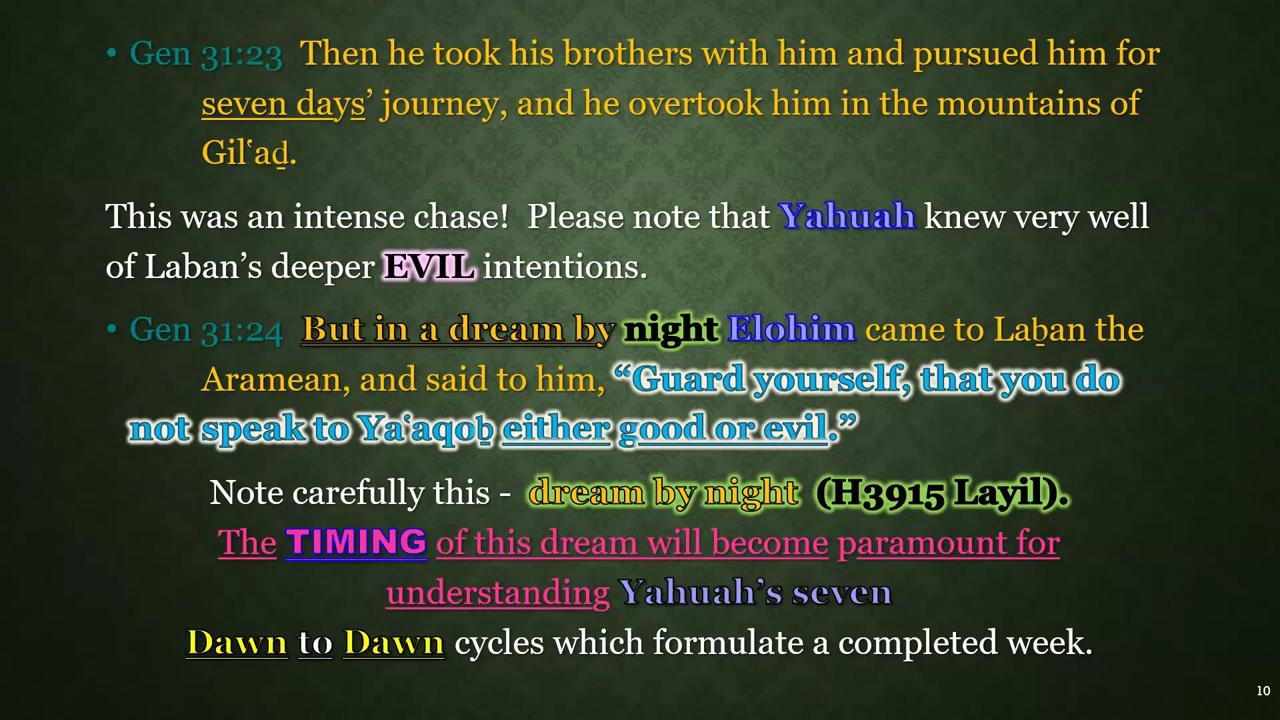 • Gen 31:23 Then he took his brothers with him and pursued him for
seven days’ journey, and he overtook him in the mountains of
Gilʽaḏ.
This was an intense chase! Please note that Yahuah knew very well
of Laban’s deeper EVIL intentions.
• Gen 31:24 But in a dream by night Elohim came to Laḇan the
Aramean, and said to him, “Guard yourself, that you do
not speak to Yaʽaqoḇ either good or evil.”
Note carefully this - dream by night (H3915 Layil).
The TIMING of this dream will become paramount for
understanding Yahuah’s seven
Dawn to Dawn cycles which formulate a completed week.
10